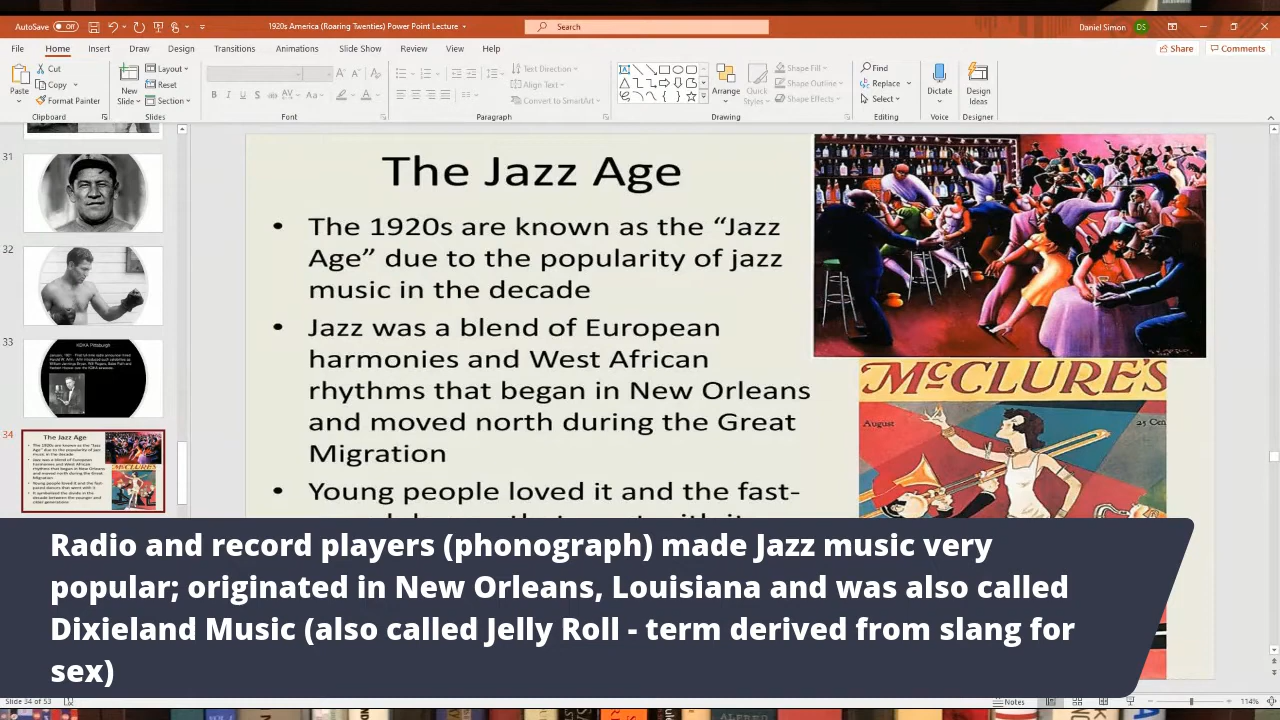 AutoSave Off
1920s America (Roaring Twenties) Power Point Lecture
Search
Daniel Simon DS
File Home Insert Draw Design Transitions Animations Slide Show Review View Help
Share Comments
Paste
Cut
Copy
Format Painter
Clipboard
New
Slide
Layout
Reset
Section
Slides
Font
Text Direction
Align Text
Convert to SmartArt
Paragraph
Arrange
Quick
Styles
Shape Fill
Shape Outline
Shape Effects
Drawing
Find
Replace
Select
Editing
Dictate
Voice
Design
Ideas
Designer
31
32
33
KDKA Pittsburgh
34
The Jazz Age
The Jazz Age
• The 1920s are known as the “Jazz
Age” due to the popularity of jazz
music in the decade
• Jazz was a blend of European
harmonies and West African
rhythms that began in New Orleans
and moved north during the Great
Migration
• Young people loved it and the fast-
McCLURE'S
August
25 Cen
Radio and record players (phonograph) made Jazz music very
popular; originated in New Orleans, Louisiana and was also called
Dixieland Music (also called Jelly Roll - term derived from slang for
sex)
Slide 34 of 53
Notes
114%